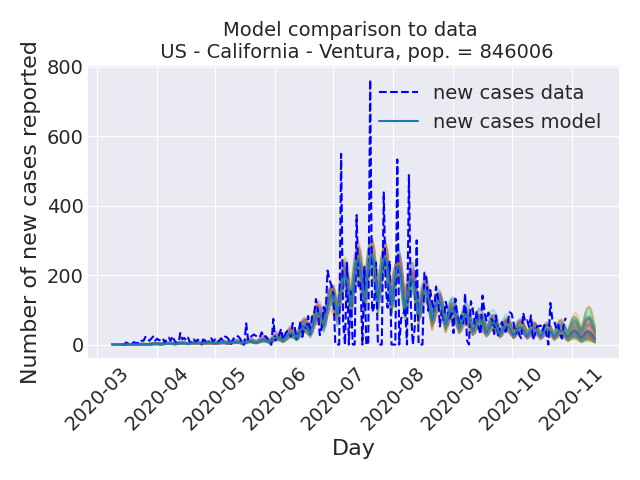 Model comparison to data
US - California - Ventura, pop. = 846006
Number of new cases reported
800
600
400
200
0
new cases data
new cases model
2020-03
2020-04
2020-05
2020-06
2020-07
2020-08
2020-09
2020-10
2020-11
Day